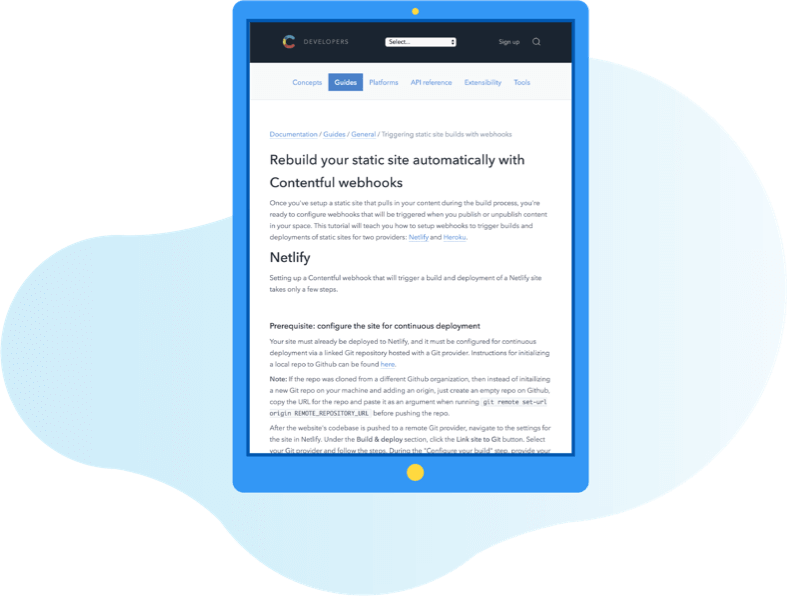 DEVELOPERS
Select...
Sign up
Concepts Guides Platforms API reference Extensibility Tools
Documentation / Guides / General / Triggering static site builds with webhooks
Rebuild your static site automatically with
Contentful webhooks
Once you've setup a static site that pulls in your content during the build process, you're
ready to configure webhooks that will be triggered when you publish or unpublish content
in your space. This tutorial will teach you how to setup webhooks to trigger builds and
deployments of static sites for two providers: Netlify and Heroku.
Netlify
Setting up a Contentful webhook that will trigger a build and deployment of a Netlify site
takes only a few steps.
Prerequisite: configure the site for continuous deployment
Your site must already be deployed to Netlify, and it must be configured for continuous
deployment via a linked Git repository hosted with a Git provider. Instructions for initializing
a local repo to Github can be found here.
Note: If the repo was cloned from a different Github organization, then instead of initailizing
a new Git repo on your machine and adding an origin, just create an empty repo on Github,
copy the URL for the repo and paste it as an argument when running git remote set-url
origin REMOTE_REPOSITORY_URL before pushing the repo.
After the website's codebase is pushed to a remote Git provider, navigate to the settings for
the site in Netlify. Under the Build & deploy section, click the Link site to Git button. Select
your Git provider and follow the steps. During the "Configure your build" step, provide your